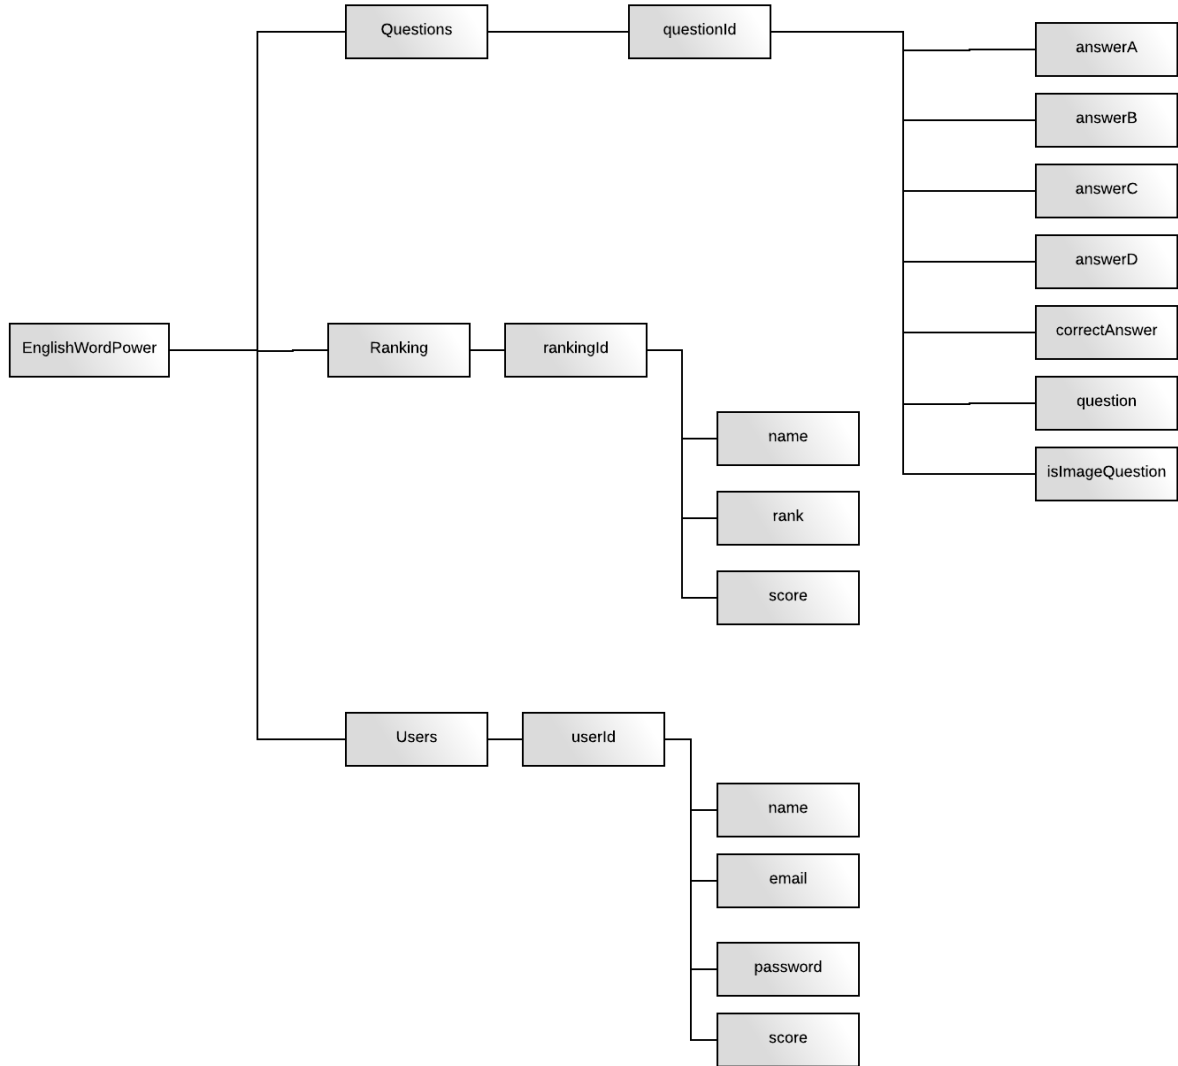 Questions
questionId
answerA
answerB
answerC
answerD
correctAnswer
question
isImageQuestion
EnglishWordPower
Ranking
rankingId
name
rank
score
Users
userId
name
email
password
score